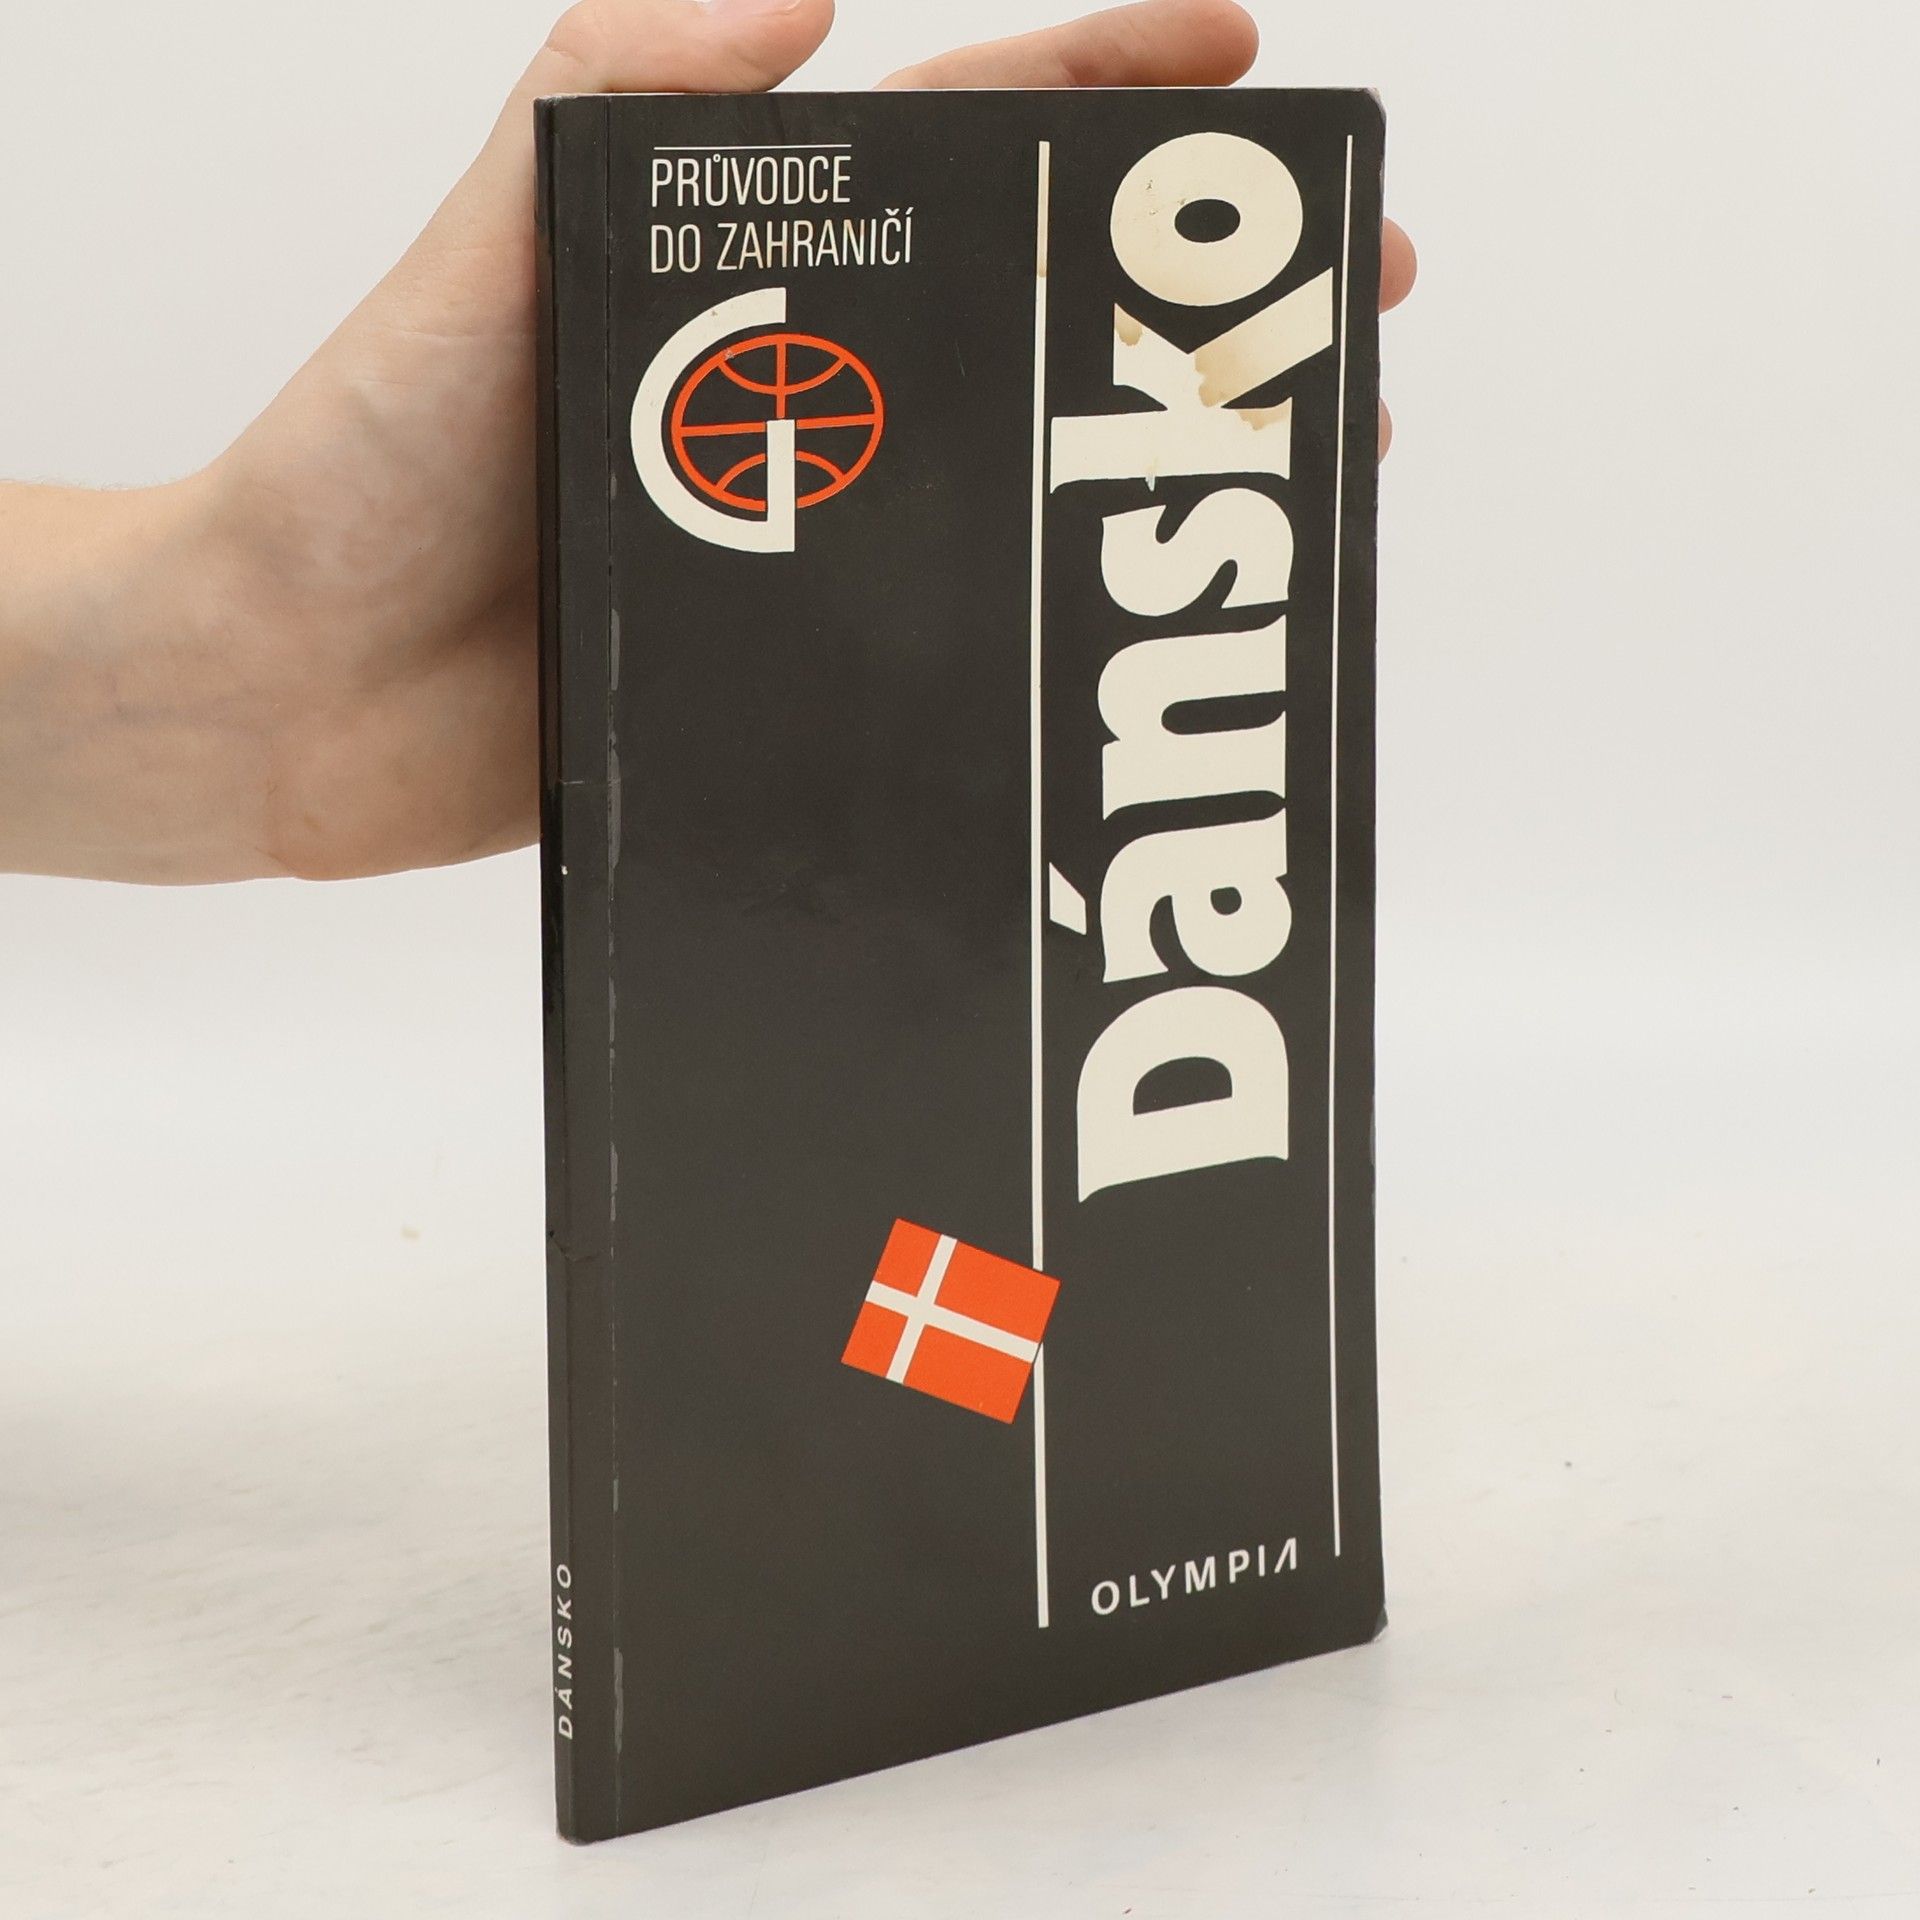 PRŮVODCE
DO ZAHRANIČÍ
Dánsko
OLYMPIA
DÁNSKO